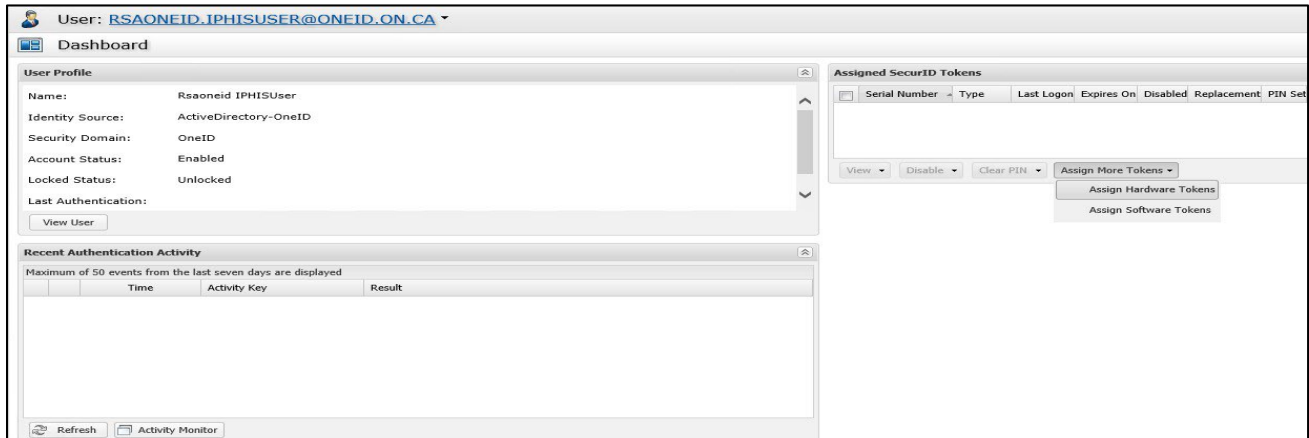 User: RSAONEID.IPHISUSER@ONEID.ON.CA
Dashboard
User Profile
Name: Rsaoneid IPHISUser
Identity Source: ActiveDirectory-OneID
Security Domain: OneID
Account Status: Enabled
Locked Status: Unlocked
Last Authentication:
View User
Recent Authentication Activity
Maximum of 50 events from the last seven days are displayed
Time Activity Key Result
Refresh Activity Monitor
Assigned SecurID Tokens
Serial Number Type Last Logon Expires On Disabled Replacement PIN Set
View Disable Clear PIN Assign More Tokens
Assign Hardware Tokens
Assign Software Tokens